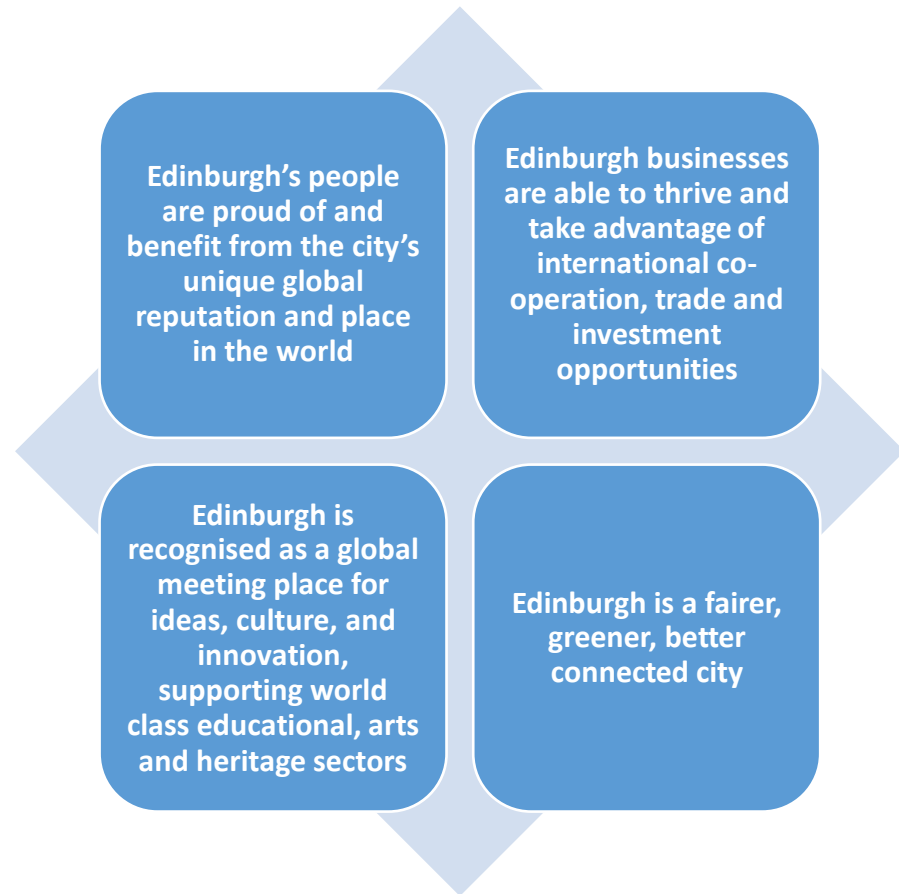 Edinburgh’s people
are proud of and
benefit from the city’s
unique global
reputation and place
in the world
Edinburgh businesses
are able to thrive and
take advantage of
international co-
operation, trade and
investment
opportunities
Edinburgh is
recognised as a global
meeting place for
ideas, culture, and
innovation,
supporting world
class educational, arts
and heritage sectors
Edinburgh is a fairer,
greener, better
connected city